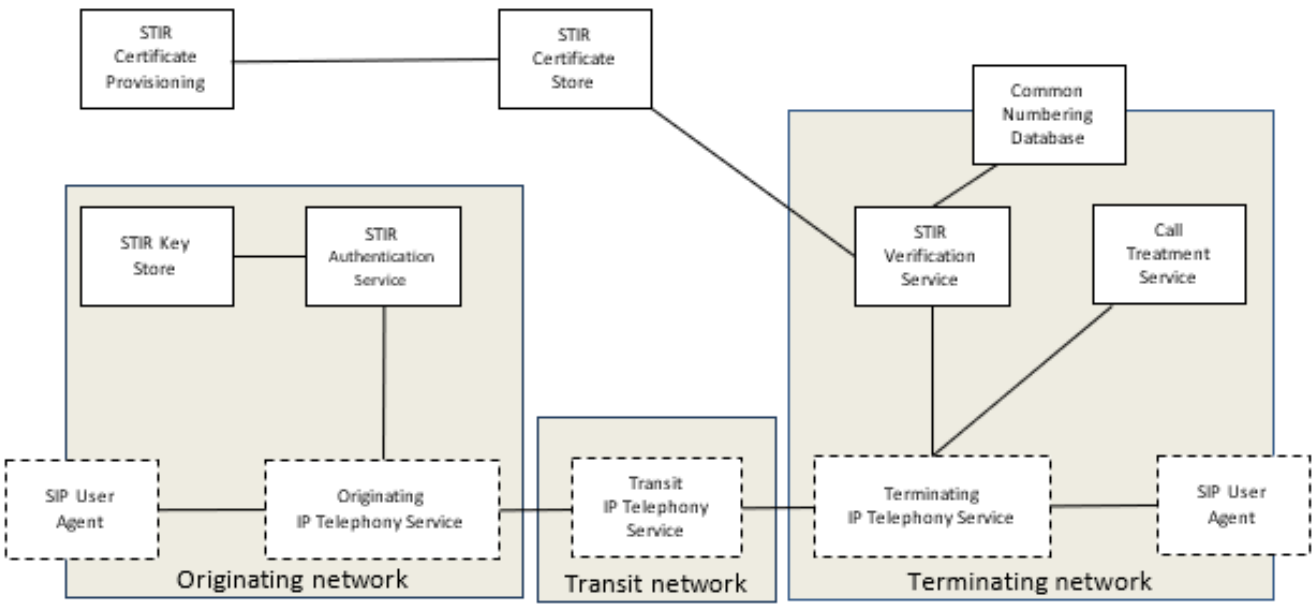 STIR
Certificate
Provisioning
STIR
Certificate
Store
Common
Numbering
Database
STIR Key
Store
STIR
Authentication
Service
STIR
Verification
Service
Call
Treatment
Service
SIP User
Agent
Originating
IP Telephony Service
Transit
IP Telephony
Service
Terminating
IP Telephony Service
SIP User
Agent
Originating network
Transit network
Terminating network